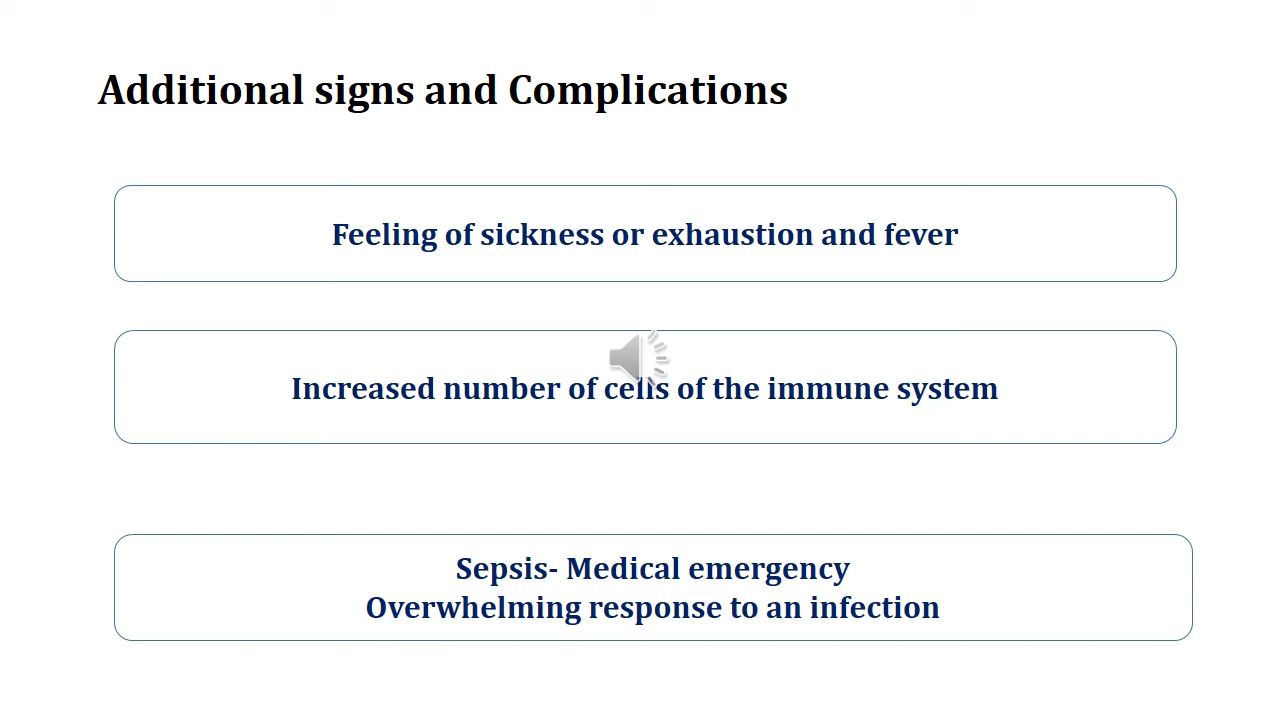 Additional signs and Complications
Feeling of sickness or exhaustion and fever
Increased number of cells of the immune system
Sepsis- Medical emergency
Overwhelming response to an infection